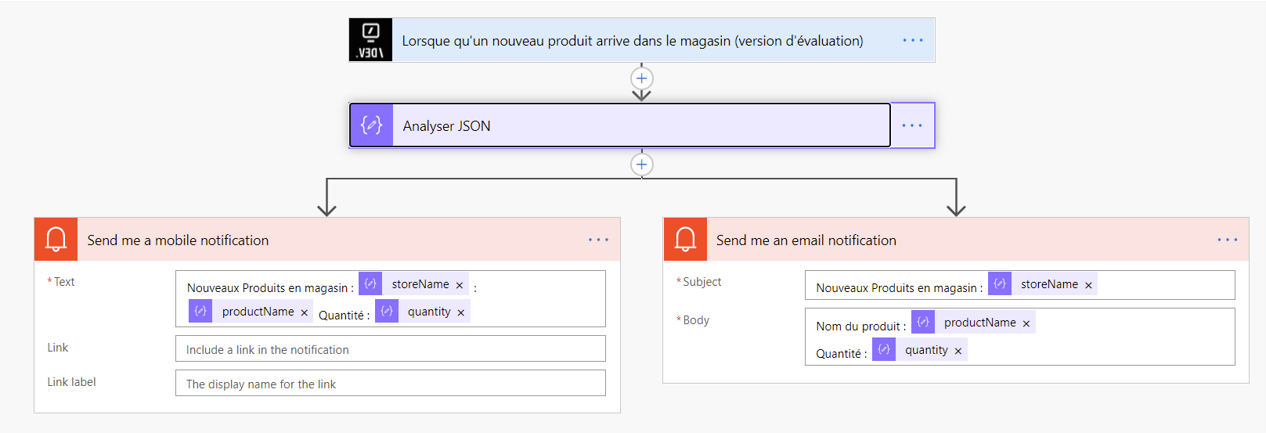 .VƎᗡ\
Lorsque qu'un nouveau produit arrive dans le magasin (version d'évaluation)
Analyser JSON
Send me a mobile notification
* Text
Nouveaux Produits en magasin : storeName × :
productName × Quantité : quantity ×
Link
Include a link in the notification
Link label
The display name for the link
Send me an email notification
* Subject
Nouveaux Produits en magasin : storeName ×
* Body
Nom du produit : productName ×
Quantité : quantity ×